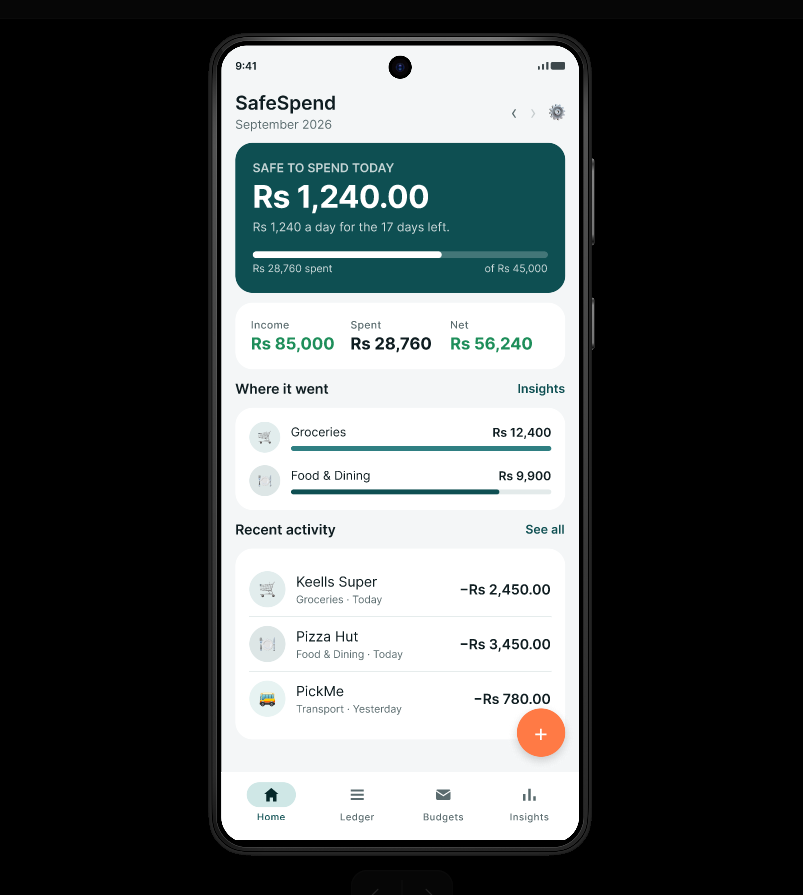 9:41
SafeSpend
September 2026
SAFE TO SPEND TODAY
Rs 1,240.00
Rs 1,240 a day for the 17 days left.
Rs 28,760 spent of Rs 45,000
Income Spent Net
Rs 85,000 Rs 28,760 Rs 56,240
Where it went Insights
Groceries Rs 12,400
Food & Dining Rs 9,900
Recent activity See all
Keells Super −Rs 2,450.00
Groceries · Today
Pizza Hut −Rs 3,450.00
Food & Dining · Today
PickMe −Rs 780.00
Transport · Yesterday
+
Home Ledger Budgets Insights